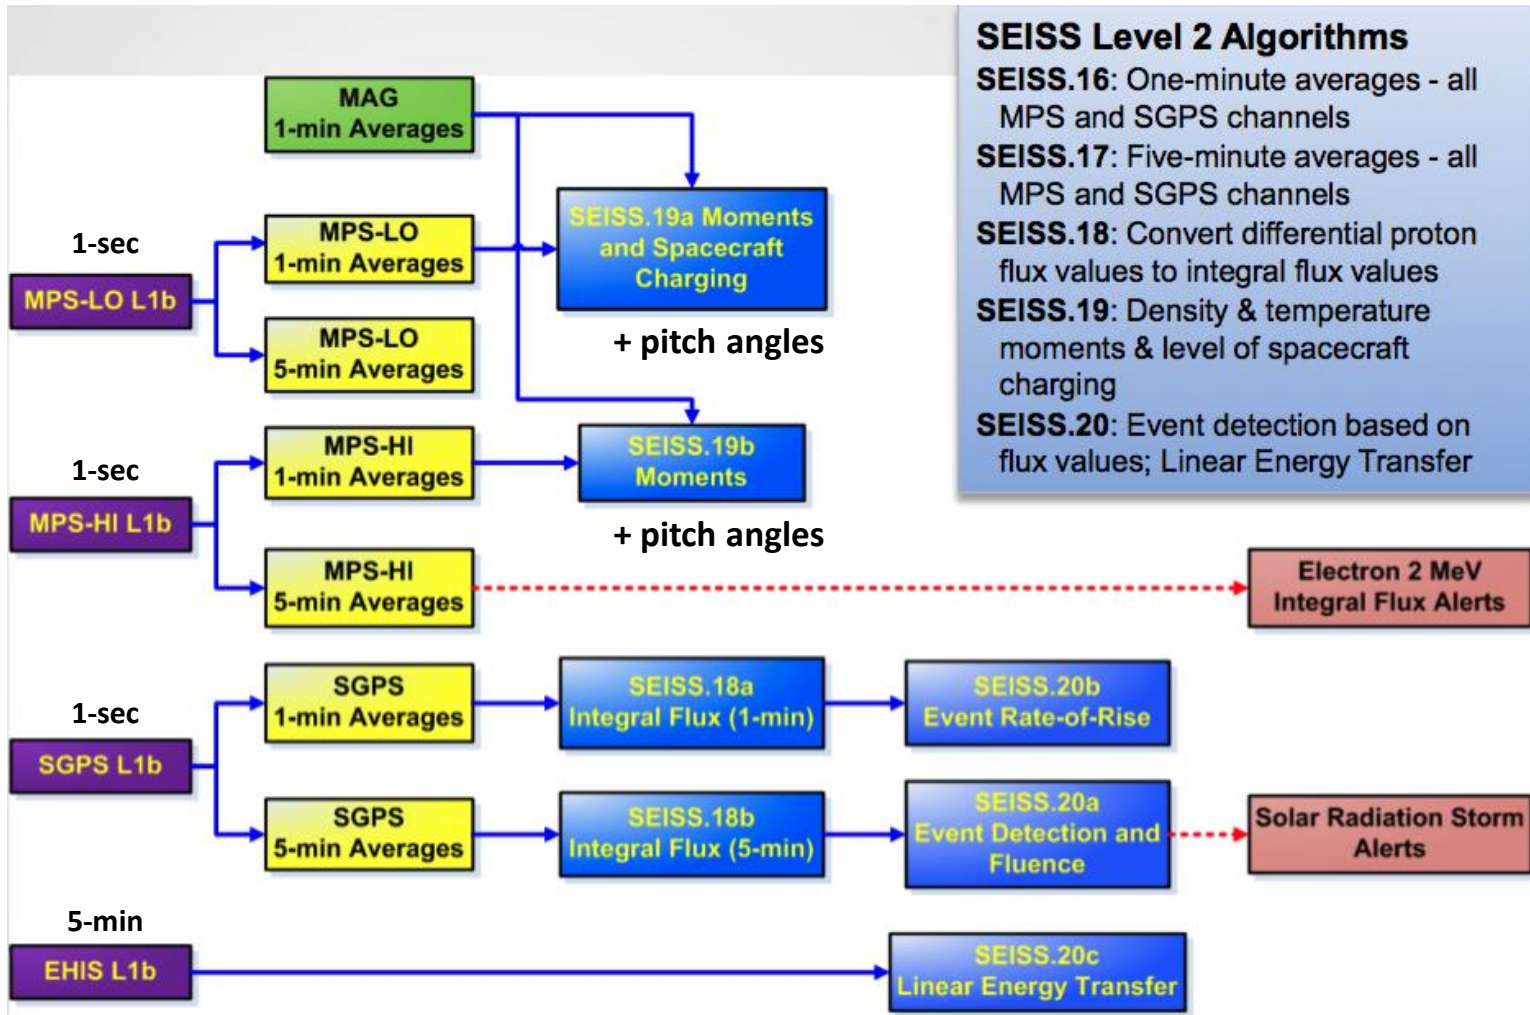 SEISS Level 2 Algorithms
SEISS.16: One-minute averages - all
MPS and SGPS channels
SEISS.17: Five-minute averages - all
MPS and SGPS channels
SEISS.18: Convert differential proton
flux values to integral flux values
SEISS.19: Density & temperature
moments & level of spacecraft
charging
SEISS.20: Event detection based on
flux values; Linear Energy Transfer
MAG
1-min Averages
1-sec
MPS-LO L1b
MPS-LO
1-min Averages
MPS-LO
5-min Averages
SEISS.19a Moments
and Spacecraft
Charging
+ pitch angles
1-sec
MPS-HI L1b
MPS-HI
1-min Averages
SEISS.19b
Moments
+ pitch angles
MPS-HI
5-min Averages
Electron 2 MeV
Integral Flux Alerts
1-sec
SGPS L1b
SGPS
1-min Averages
SEISS.18a
Integral Flux (1-min)
SEISS.20b
Event Rate-of-Rise
SGPS
5-min Averages
SEISS.18b
Integral Flux (5-min)
SEISS.20a
Event Detection and
Fluence
Solar Radiation Storm
Alerts
5-min
EHIS L1b
SEISS.20c
Linear Energy Transfer